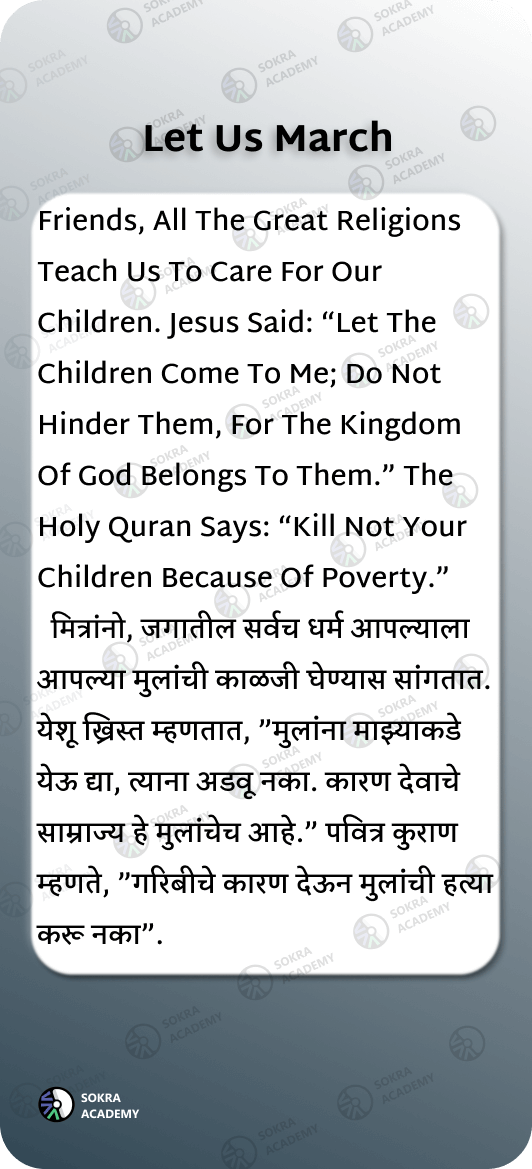 Let Us March
Friends, All The Great Religions
Teach Us To Care For Our
Children. Jesus Said: “Let The
Children Come To Me; Do Not
Hinder Them, For The Kingdom
Of God Belongs To Them.” The
Holy Quran Says: “Kill Not Your
Children Because Of Poverty.”
मित्रांनो, जगातील सर्वच धर्म आपल्याला
आपल्या मुलांची काळजी घेण्यास सांगतात.
येशू ख्रिस्त म्हणतात, ”मुलांना माझ्याकडे
येऊ द्या, त्याना अडवू नका. कारण देवाचे
साम्राज्य हे मुलांचेच आहे.” पवित्र कुराण
म्हणते, ”गरिबीचे कारण देऊन मुलांची हत्या
करू नका”.
SOKRA
ACADEMY